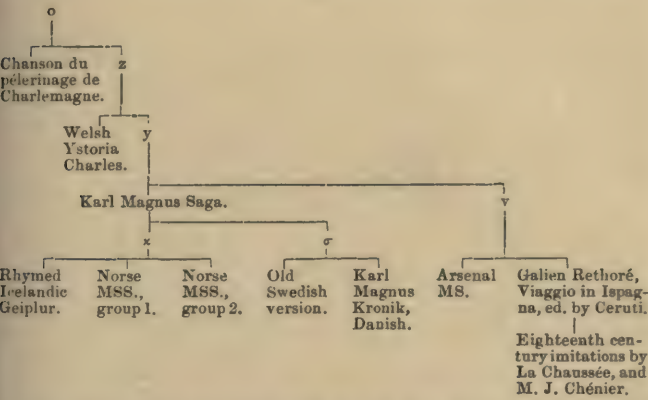 o
Chanson du
pélerinage de
Charlemagne.
z
Welsh
Ystoria
Charles.
y
Karl Magnus Saga.
v
x
σ
Rhymed
Icelandic
Geiplur.
Norse
MSS.,
group 1.
Norse
MSS.,
group 2.
Old
Swedish
version.
Karl
Magnus
Kronik,
Danish.
Arsenal
MS.
Galien Rethoré,
Viaggio in Ispag-
na, ed. by Ceruti.
Eighteenth cen-
tury imitations by
La Chaussée, and
M. J. Chénier.